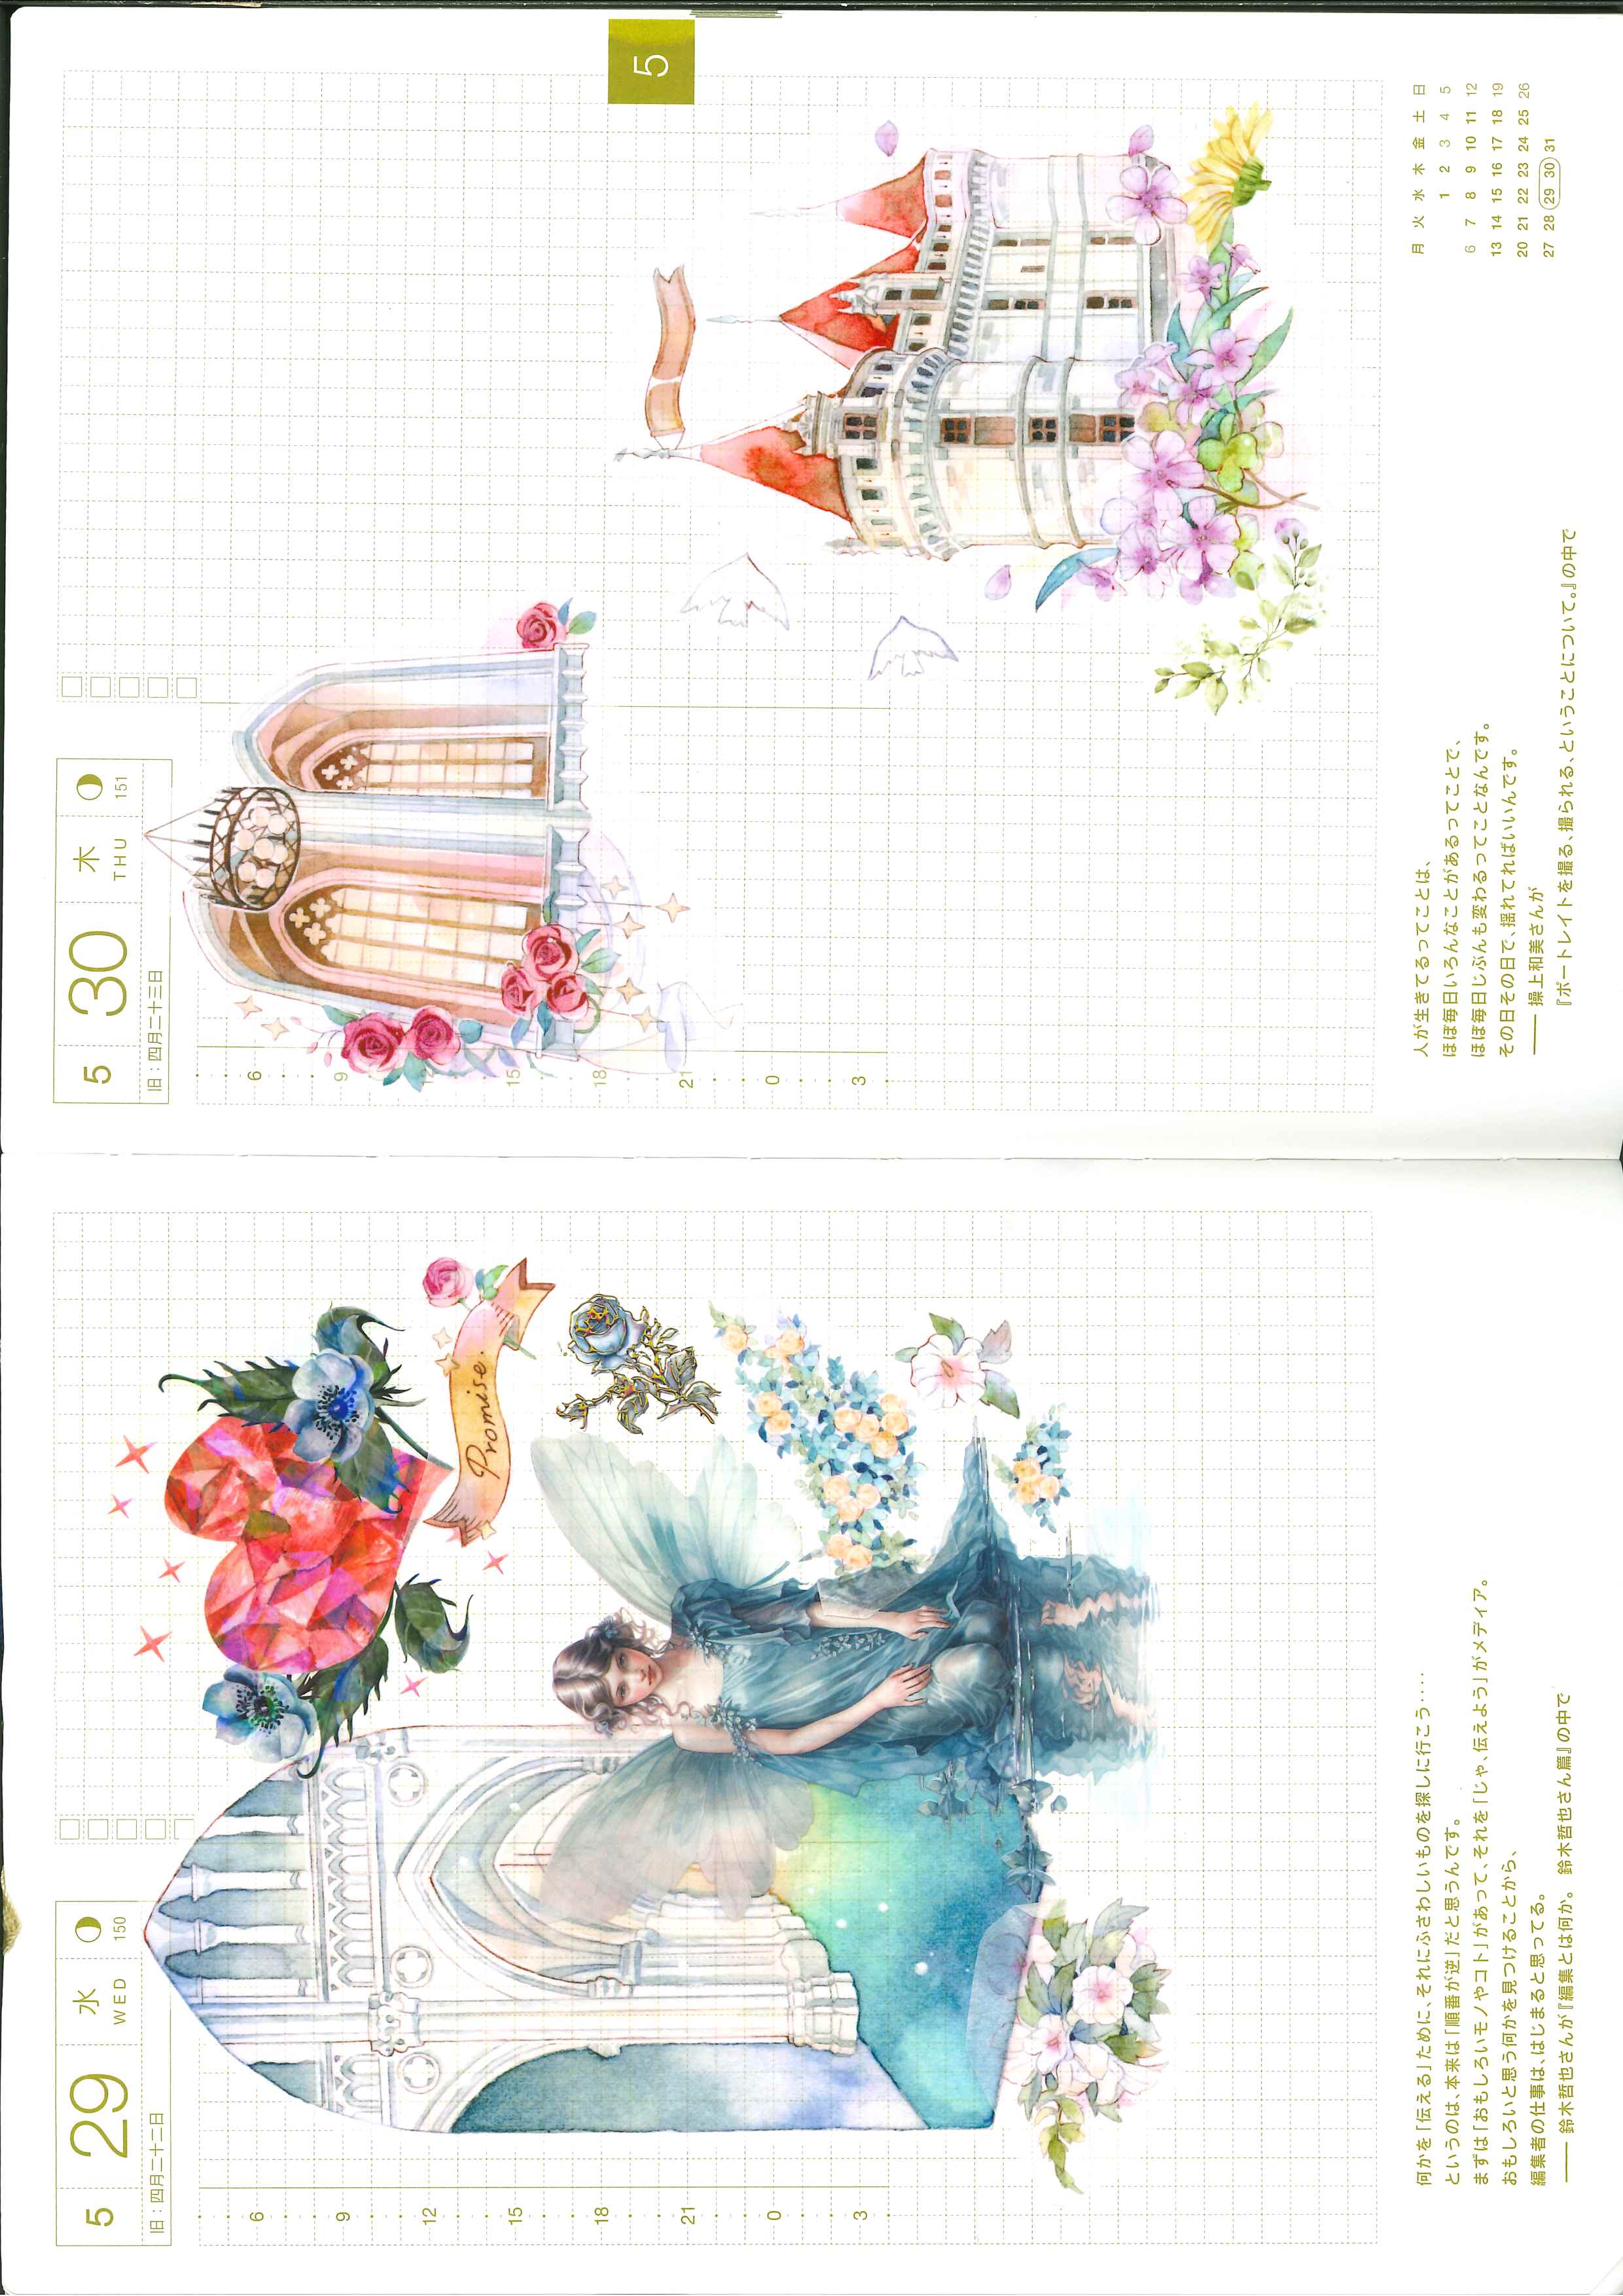 5 29 水 WED 150
旧：四月二十二日
6
9
12
15
18
21
0
3
Promise.
何かを「伝える」ために、それにふさわしいものを探しに行こう‥‥
というのは、本来は「順番が逆」だと思うんです。
まずは「おもしろいモノやコト」があって、それを「じゃ、伝えよう」がメディア。
おもしろいと思う何かを見つけることから、
編集者の仕事は、はじまると思ってる。
―― 鈴木哲也さんが『編集とは何か。 鈴木哲也さん篇』の中で
5 30 木 THU 151
旧：四月二十三日
6
9
15
18
21
0
3
5
人が生きてるってことは、
ほぼ毎日いろんなことがあるってことで、
ほぼ毎日じぶんも変わるってことなんです。
その日その日で、揺れてればいいんです。
―― 操上和美さんが
『ポートレイトを撮る、撮られる、ということについて。』の中で
月 火 水 木 金 土 日
1 2 3 4 5
6 7 8 9 10 11 12
13 14 15 16 17 18 19
20 21 22 23 24 25 26
27 28 29 30 31